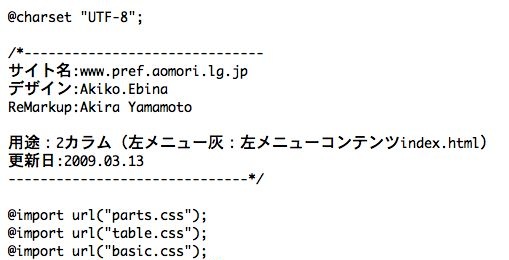 @charset "UTF-8";
/*------------------------------
サイト名:www.pref.aomori.lg.jp
デザイン:Akiko.Ebina
ReMarkup:Akira Yamamoto
用途：2カラム（左メニュー灰：左メニューコンテンツindex.html）
更新日:2009.03.13
------------------------------*/
@import url("parts.css");
@import url("table.css");
@import url("basic.css");